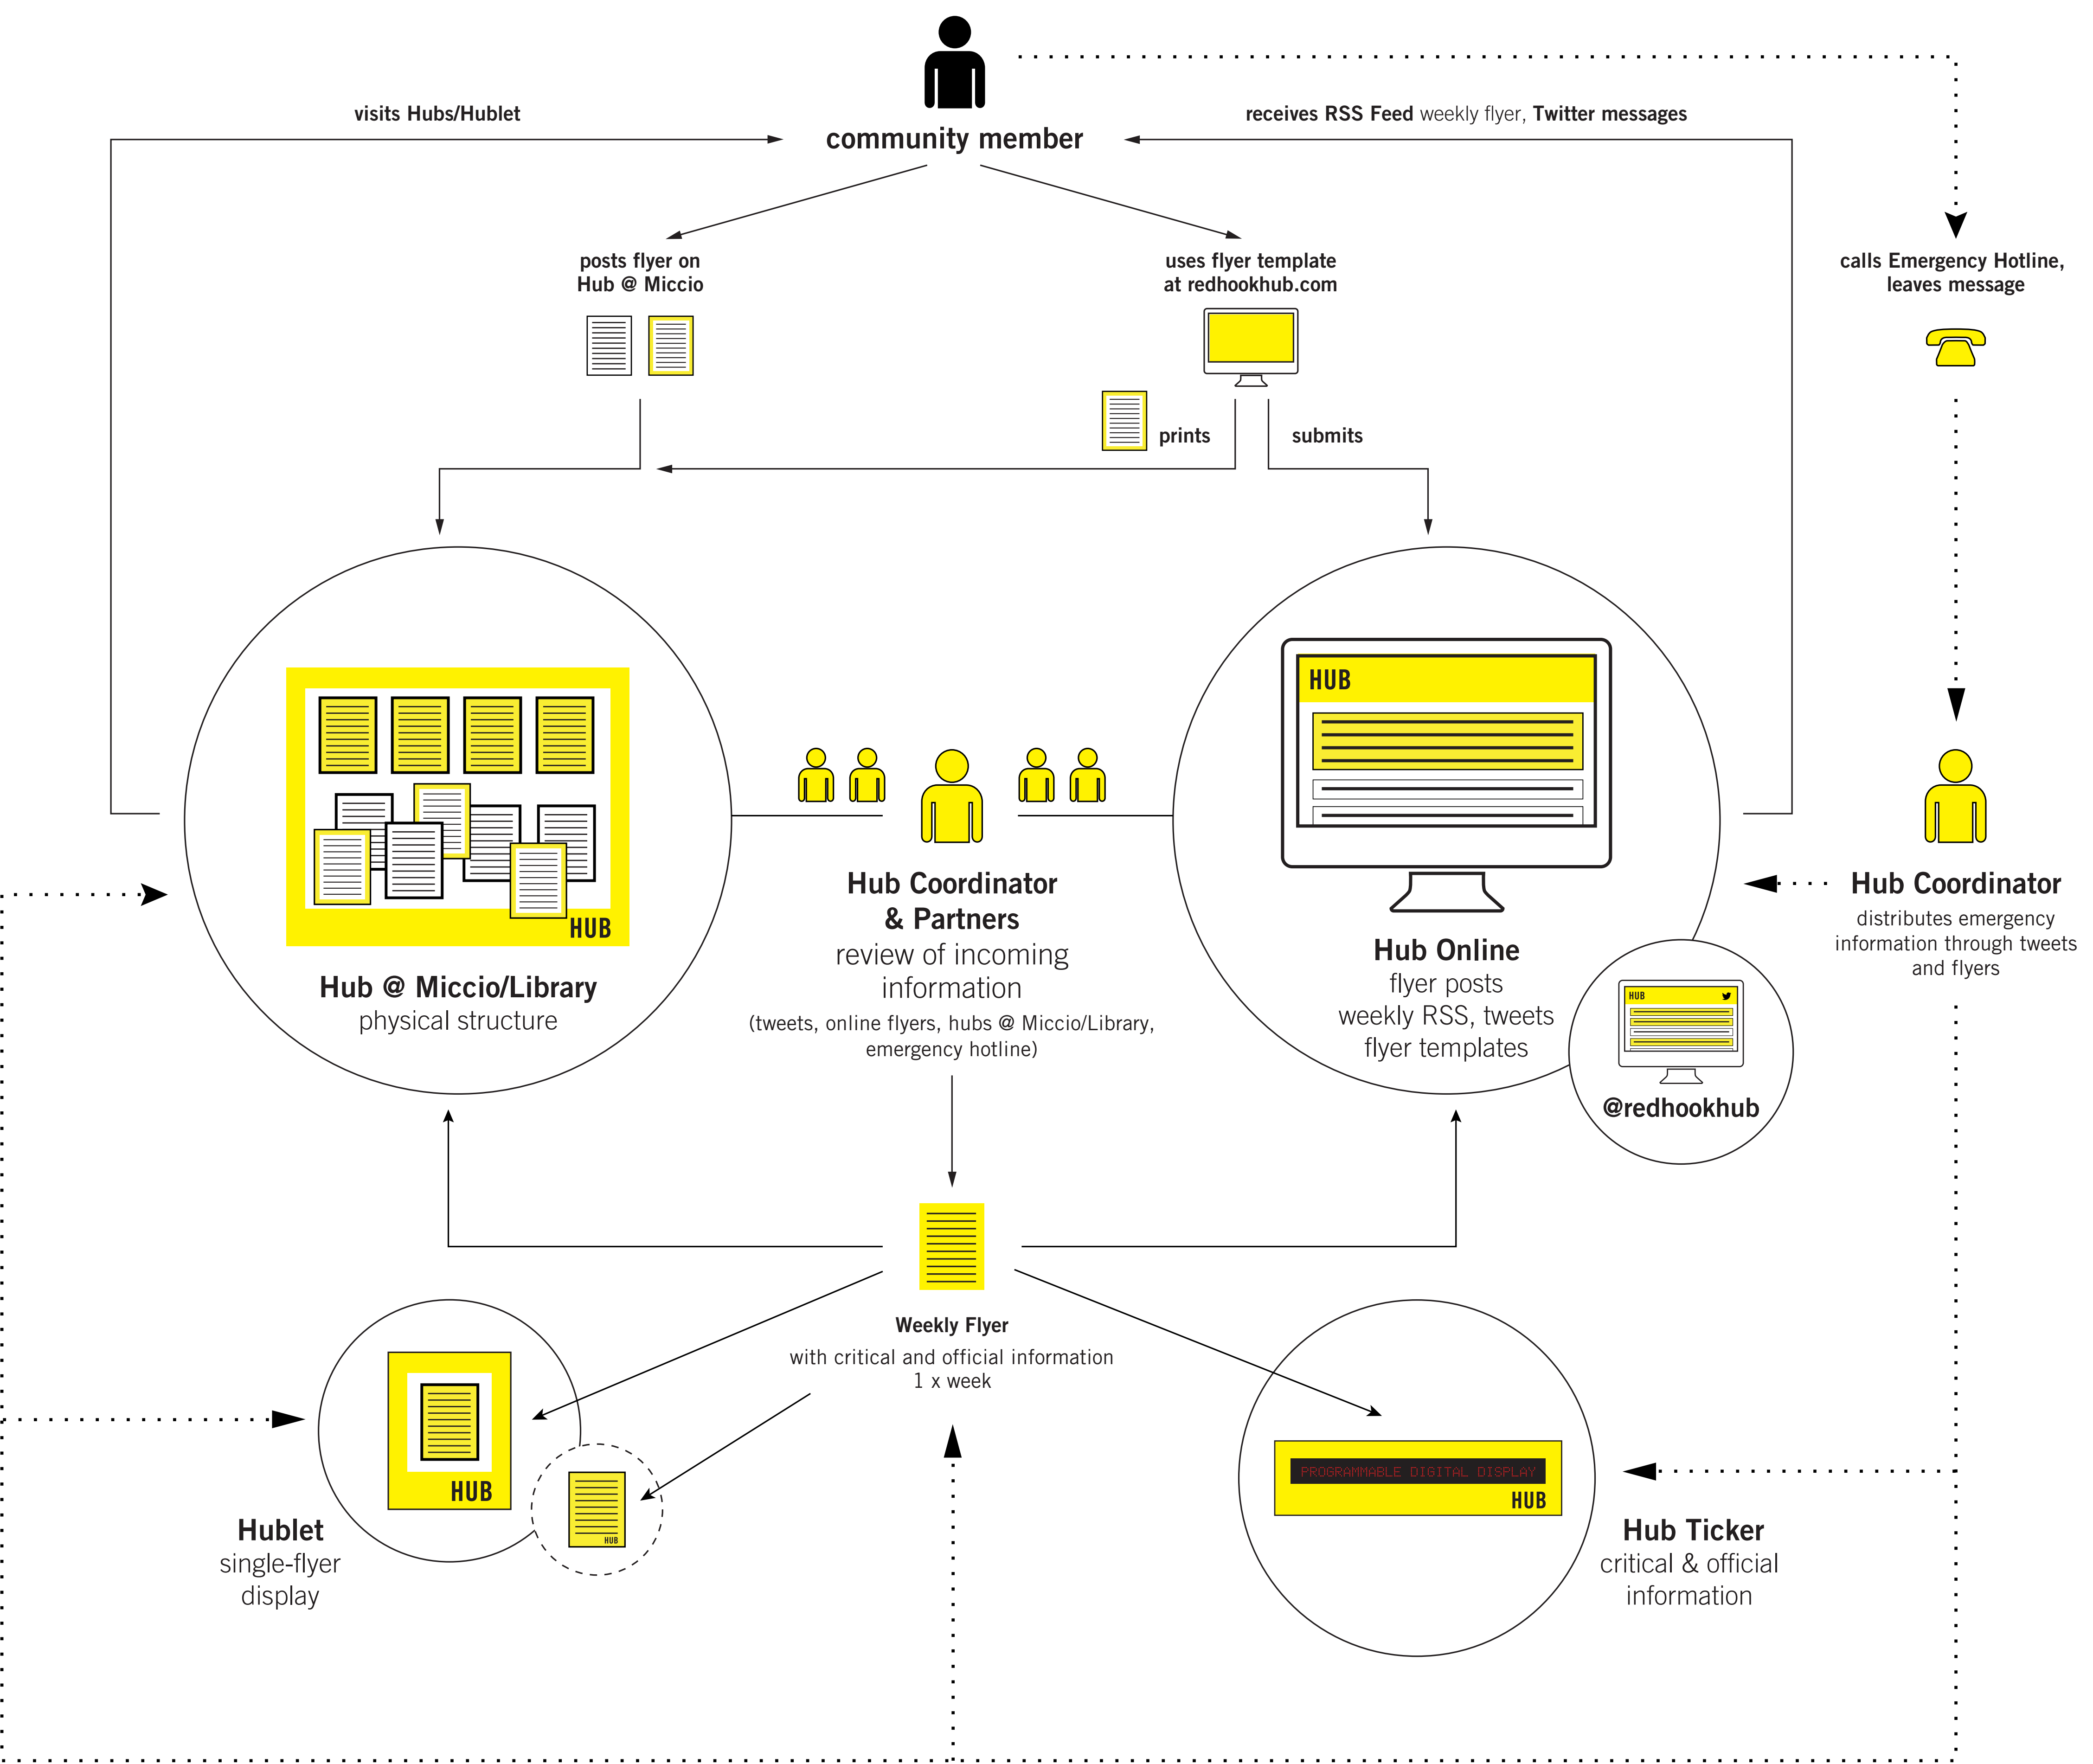 visits Hubs/Hublet
community member
receives RSS Feed weekly flyer, Twitter messages
posts flyer on
Hub @ Miccio
uses flyer template
at redhookhub.com
calls Emergency Hotline,
leaves message
prints
submits
HUB
Hub @ Miccio/Library
physical structure
Hub Coordinator
& Partners
review of incoming
information
(tweets, online flyers, hubs @ Miccio/Library,
emergency hotline)
HUB
Hub Online
flyer posts
weekly RSS, tweets
flyer templates
HUB
@redhookhub
Hub Coordinator
distributes emergency
information through tweets
and flyers
Weekly Flyer
with critical and official information
1 x week
HUB
HUB
Hublet
single-flyer
display
PROGRAMMABLE DIGITAL DISPLAY
HUB
Hub Ticker
critical & official
information